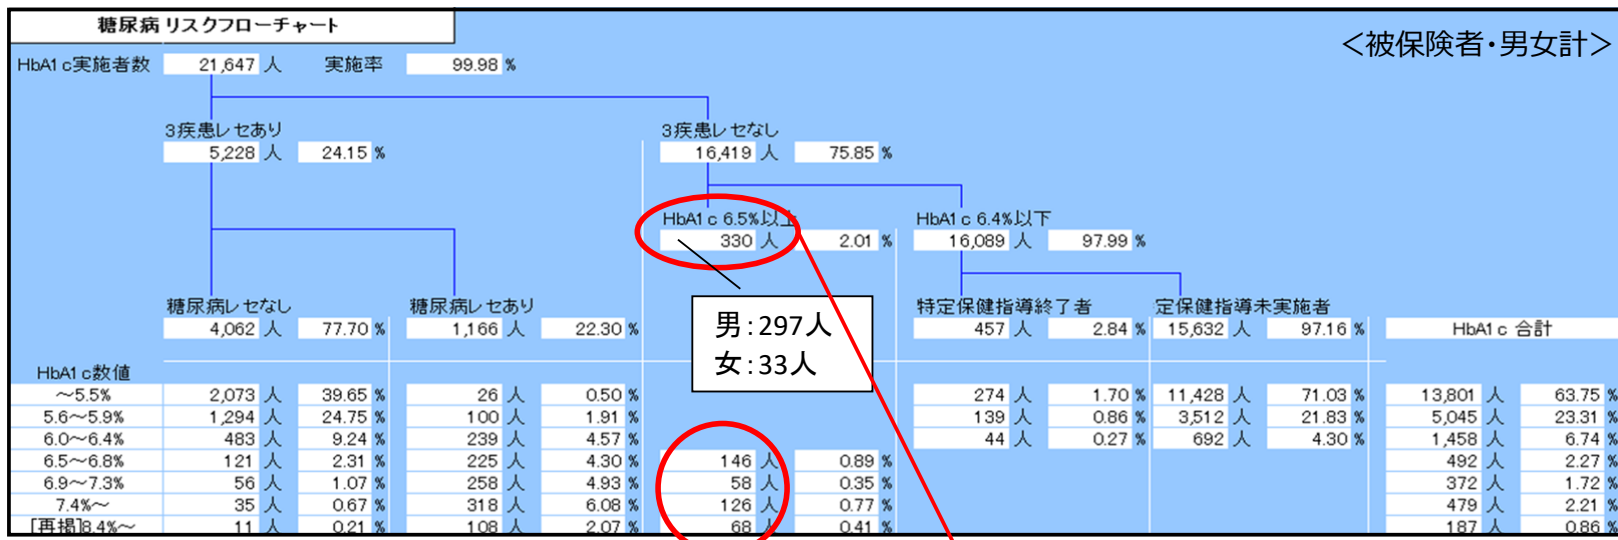 糖尿病 リスクフローチャート
<被保険者・男女計>
HbA1c実施者数 21,647 人 実施率 99.98 %
3疾患レセあり 3疾患レセなし
5,228 人 24.15 % 16,419 人 75.85 %
HbA1c 6.5%以上 HbA1c 6.4%以下
330 人 2.01 % 16,089 人 97.99 %
糖尿病レセなし 糖尿病レセあり 特定保健指導終了者 定保健指導未実施者
4,062 人 77.70 % 1,166 人 22.30 % 457 人 2.84 % 15,632 人 97.16 % HbA1c 合計
男:297人
女:33人
HbA1c数値
～5.5% 2,073 人 39.65 % 26 人 0.50 % 274 人 1.70 % 11,428 人 71.03 % 13,801 人 63.75 %
5.6～5.9% 1,294 人 24.75 % 100 人 1.91 % 139 人 0.86 % 3,512 人 21.83 % 5,045 人 23.31 %
6.0～6.4% 483 人 9.24 % 239 人 4.57 % 44 人 0.27 % 692 人 4.30 % 1,458 人 6.74 %
6.5～6.8% 121 人 2.31 % 225 人 4.30 % 146 人 0.89 % 492 人 2.27 %
6.9～7.3% 56 人 1.07 % 258 人 4.93 % 58 人 0.35 % 372 人 1.72 %
7.4%～ 35 人 0.67 % 318 人 6.08 % 126 人 0.77 % 479 人 2.21 %
[再掲]8.4%～ 11 人 0.21 % 108 人 2.07 % 68 人 0.41 % 187 人 0.86 %